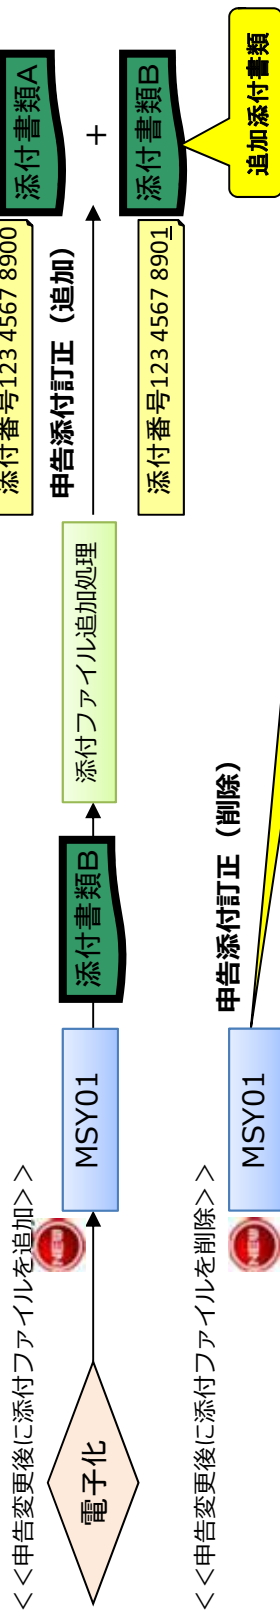 <<申告変更後に添付ファイルを追加>>
電子化
NEW
MSY01
添付書類B
添付ファイル追加処理
申告添付訂正（追加）
添付番号123 4567 8900
添付書類A
＋
添付番号123 4567 8901
添付書類B
追加添付書類
<<申告変更後に添付ファイルを削除>>
NEW
MSY01
申告添付訂正（削除）